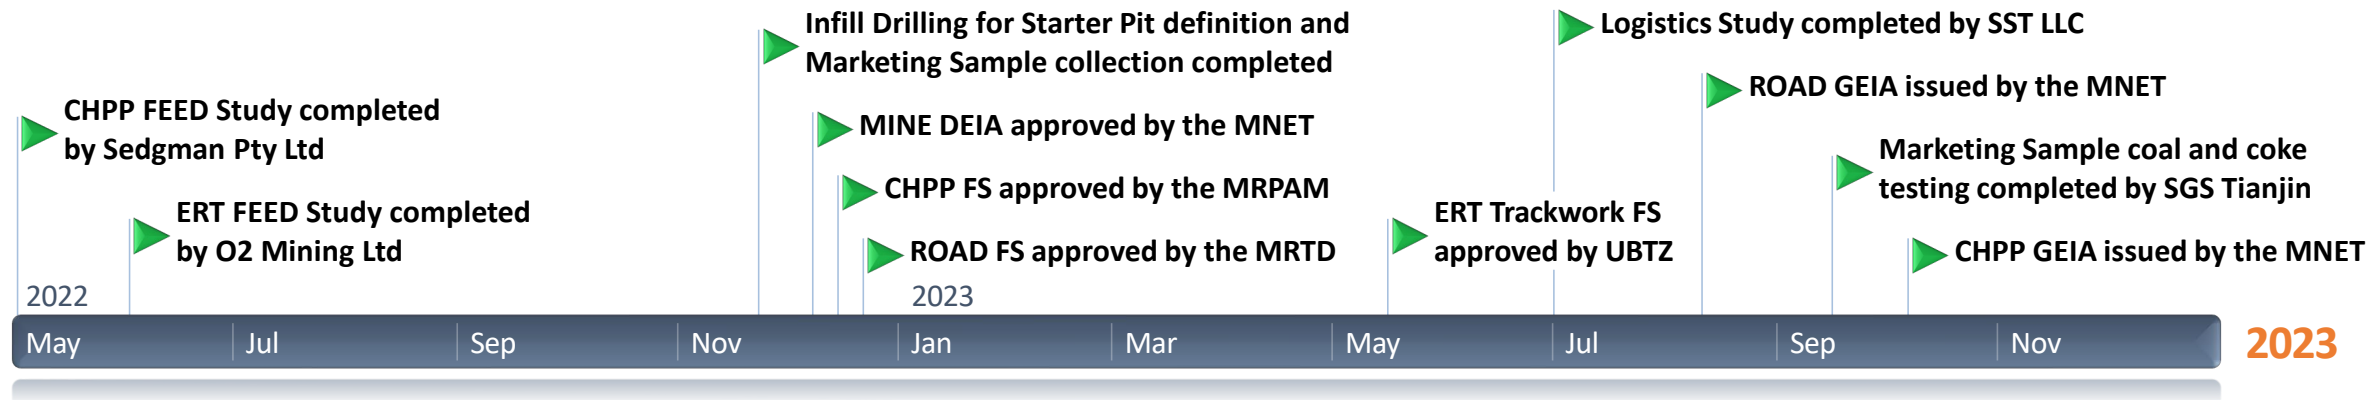 CHPP FEED Study completed
by Sedgman Pty Ltd
ERT FEED Study completed
by O2 Mining Ltd
Infill Drilling for Starter Pit definition and
Marketing Sample collection completed
MINE DEIA approved by the MNET
CHPP FS approved by the MRPAM
ROAD FS approved by the MRTD
ERT Trackwork FS
approved by UBTZ
Logistics Study completed by SST LLC
ROAD GEIA issued by the MNET
Marketing Sample coal and coke
testing completed by SGS Tianjin
CHPP GEIA issued by the MNET
2022
2023
May
Jul
Sep
Nov
Jan
Mar
May
Jul
Sep
Nov
2023